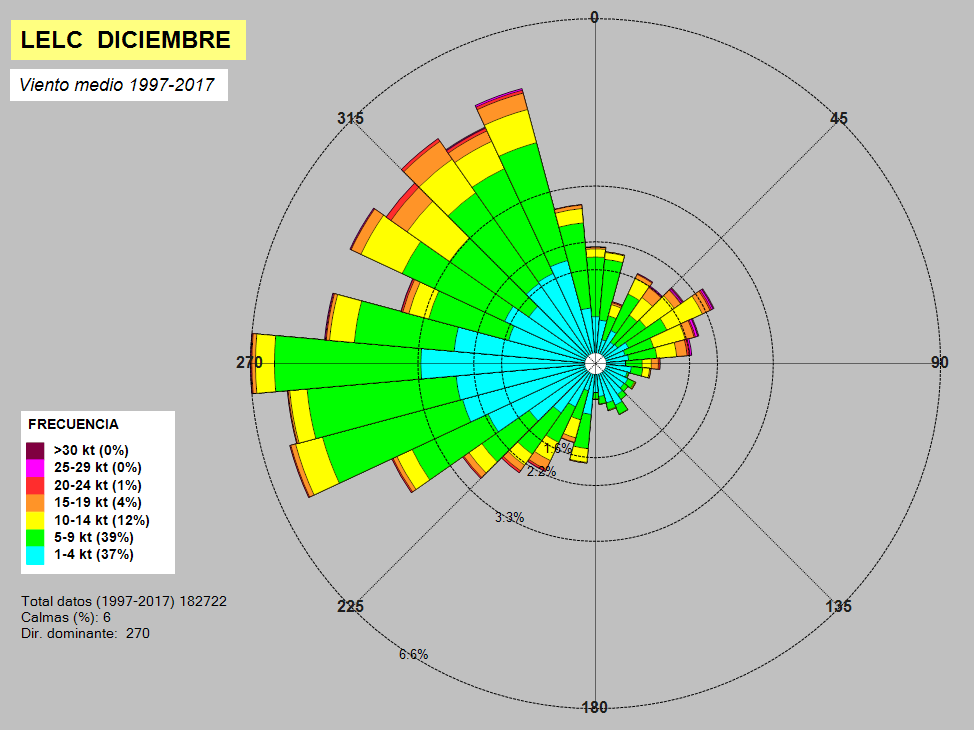 LELC DICIEMBRE
Viento medio 1997-2017
0
45
90
135
180
225
270
315
1.6%
2.2%
3.3%
6.6%
FRECUENCIA
>30 kt (0%)
25-29 kt (0%)
20-24 kt (1%)
15-19 kt (4%)
10-14 kt (12%)
5-9 kt (39%)
1-4 kt (37%)
Total datos (1997-2017) 182722
Calmas (%): 6
Dir. dominante: 270